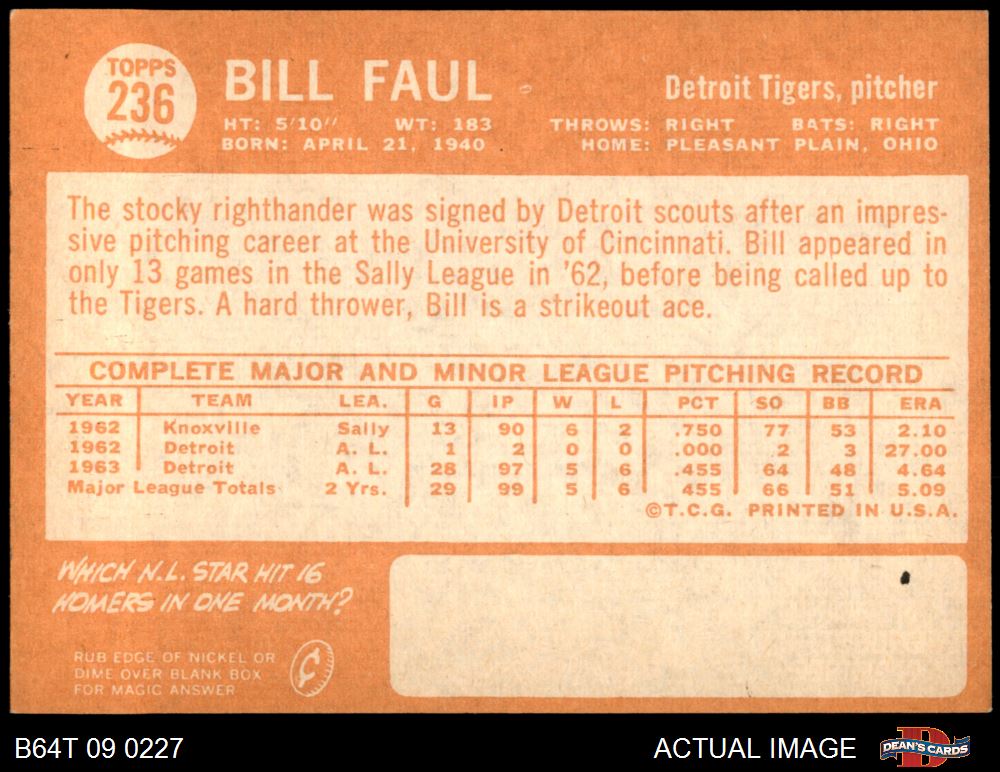 TOPPS
236
BILL FAUL
Detroit Tigers, pitcher
HT: 5'10" WT: 183
THROWS: RIGHT BATS: RIGHT
BORN: APRIL 21, 1940
HOME: PLEASANT PLAIN, OHIO
The stocky righthander was signed by Detroit scouts after an impres-
sive pitching career at the University of Cincinnati. Bill appeared in
only 13 games in the Sally League in '62, before being called up to
the Tigers. A hard thrower, Bill is a strikeout ace.
COMPLETE MAJOR AND MINOR LEAGUE PITCHING RECORD
YEAR TEAM LEA. G IP W L PCT SO BB ERA
1962 Knoxville Sally 13 90 6 2 .750 77 53 2.10
1962 Detroit A. L. 1 2 0 0 .000 2 3 27.00
1963 Detroit A. L. 28 97 5 6 .455 64 48 4.64
Major League Totals 2 Yrs. 29 99 5 6 .455 66 51 5.09
©T.C.G. PRINTED IN U.S.A.
WHICH N.L. STAR HIT 16
HOMERS IN ONE MONTH?
RUB EDGE OF NICKEL OR
DIME OVER BLANK BOX
FOR MAGIC ANSWER
B64T 09 0227
ACTUAL IMAGE
DEAN'S CARDS